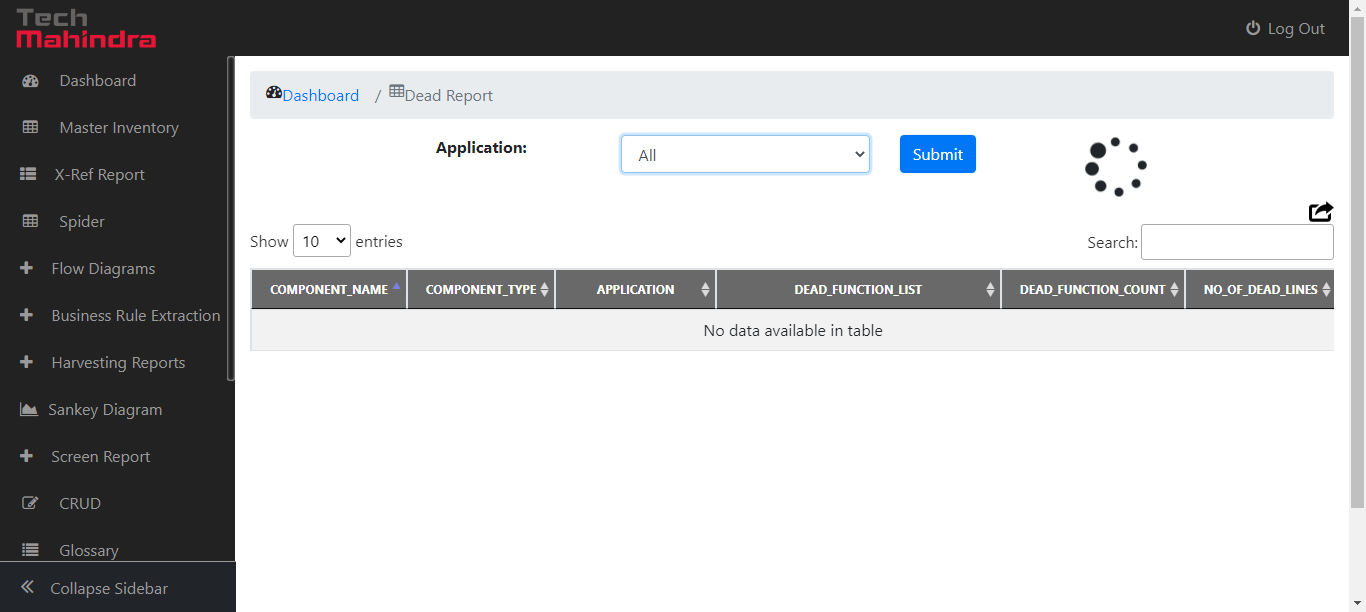 Tech
Mahindra
Log Out
Dashboard
Master Inventory
X-Ref Report
Spider
Flow Diagrams
Business Rule Extraction
Harvesting Reports
Sankey Diagram
Screen Report
CRUD
Glossary
Collapse Sidebar
Dashboard / Dead Report
Application: All Submit
Show 10 entries Search:
COMPONENT_NAME COMPONENT_TYPE APPLICATION DEAD_FUNCTION_LIST DEAD_FUNCTION_COUNT NO_OF_DEAD_LINES
No data available in table